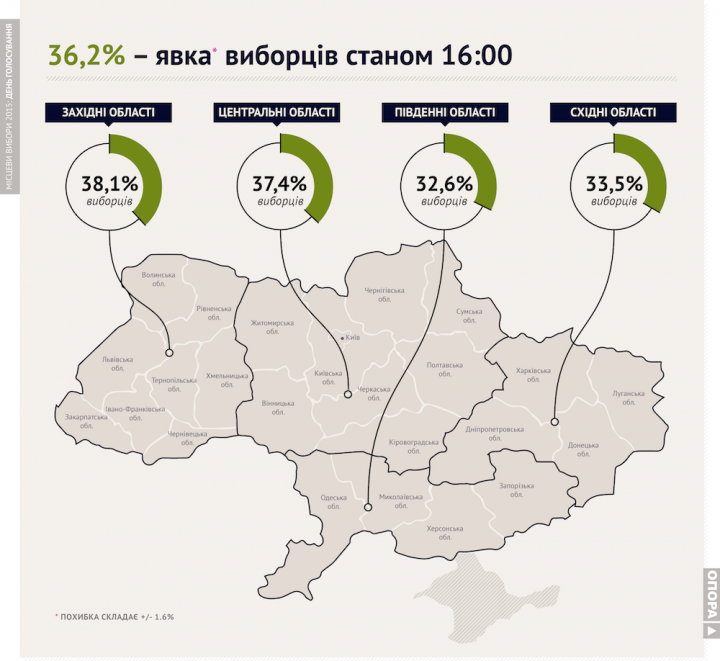 МІСЦЕВІ ВИБОРИ 2015: ДЕНЬ ГОЛОСУВАННЯ
36,2% – явка* виборців станом 16:00
ЗАХІДНІ ОБЛАСТІ
ЦЕНТРАЛЬНІ ОБЛАСТІ
ПІВДЕННІ ОБЛАСТІ
СХІДНІ ОБЛАСТІ
38,1%
виборців
37,4%
виборців
32,6%
виборців
33,5%
виборців
Волинська
обл.
Рівненська
обл.
Житомирська
обл.
Чернігівська
обл.
Сумська
обл.
Київ
Львівська
обл.
Тернопільська
обл.
Хмельницька
обл.
Київська
обл.
Черкаська
обл.
Полтавська
обл.
Харківська
обл.
Луганська
обл.
Закарпатська
обл.
Івано-Франківська
обл.
Чернівецька
обл.
Вінницька
обл.
Кіровоградська
обл.
Дніпропетровська
обл.
Донецька
обл.
Одеська
обл.
Миколаївська
обл.
Запорізька
обл.
Херсонська
обл.
* ПОХИБКА СКЛАДАЄ +/- 1.6%
ОПОРА